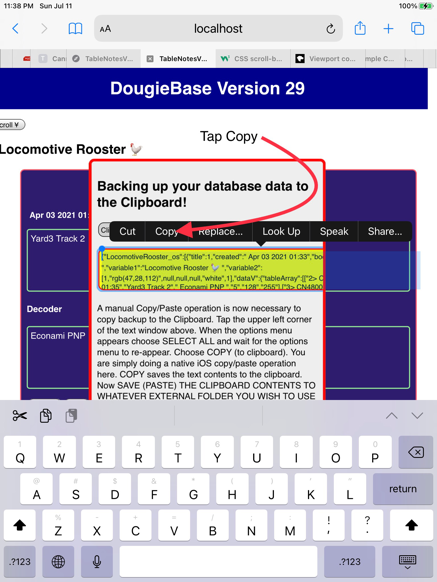 11:38 PM Sun Jul 11
100%
AA
localhost
Can
TableNotesV...
TableNotesV...
CSS scroll-b...
Viewport co...
mple C...
DougieBase Version 29
croll ¥
Locomotive Rooster 🐓
Tap Copy
Backing up your database data to
the Clipboard!
Apr 03 2021 01:
Cut
Copy
Replace...
Look Up
Speak
Share...
Yard3 Track 2
["LocomotiveRooster_os":[{"title":1,"created":" Apr 03 2021 01:33","bo
","variable1":"Locomotive Rooster 🐓 ","variable2":
[1,"rgb(47,28,112)",null,null,null,"white",1],"dataV":{"tableArray":[["2> C
01:35","Yard3 Track 2"," Econami PNP ","5","128","255"],["3> CN4800
Decoder
Econami PNP
A manual Copy/Paste operation is now necessary to
copy backup to the Clipboard. Tap the upper left corner
of the text window above. When the options menu
appears choose SELECT ALL and wait for the options
menu to re-appear. Choose COPY (to clipboard). You
are simply doing a native iOS copy/paste operation
here. COPY saves the text contents to the clipboard.
Now SAVE (PASTE) THE CLIPBOARD CONTENTS TO
WHATEVER EXTERNAL FOLDER YOU WISH TO USE
1 2 3 4 5 6 7 8 9 0
Q W E R T Y U I O P
@ # $ & * ( ) ' "
A S D F G H J K L return
% - + = / ; : ! ?
Z X C V B N M , .
.?123
.?123